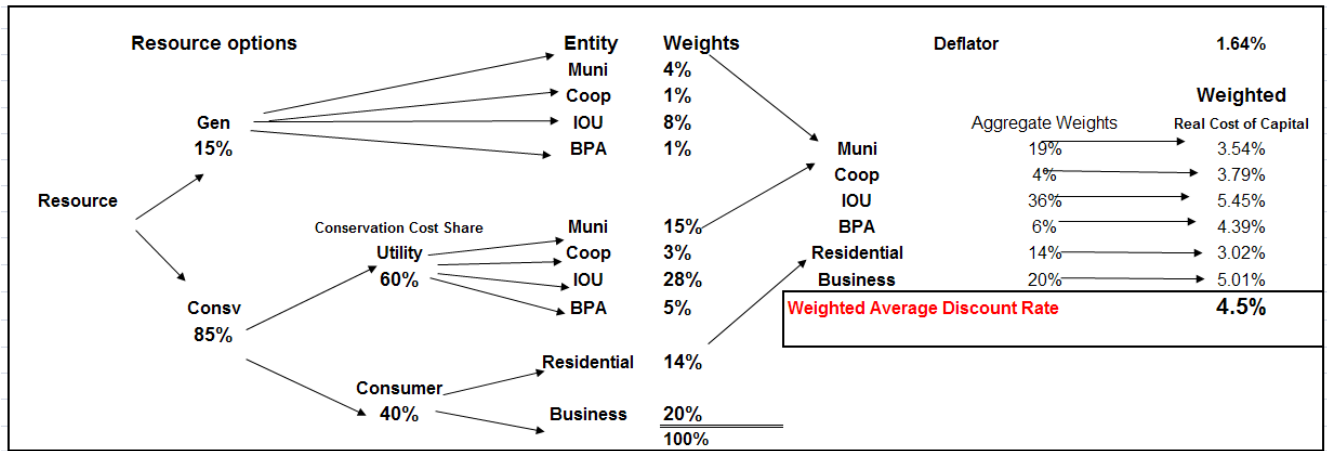 Resource options Entity Weights Deflator 1.64%
Muni 4%
Coop 1% Weighted
Gen IOU 8% Aggregate Weights Real Cost of Capital
15% BPA 1% Muni 19% 3.54%
Coop 4% 3.79%
Resource IOU 36% 5.45%
Conservation Cost Share Muni 15% BPA 6% 4.39%
Utility Coop 3% Residential 14% 3.02%
60% IOU 28% Business 20% 5.01%
Consv BPA 5% Weighted Average Discount Rate 4.5%
85%
Residential 14%
Consumer
40% Business 20%
100%